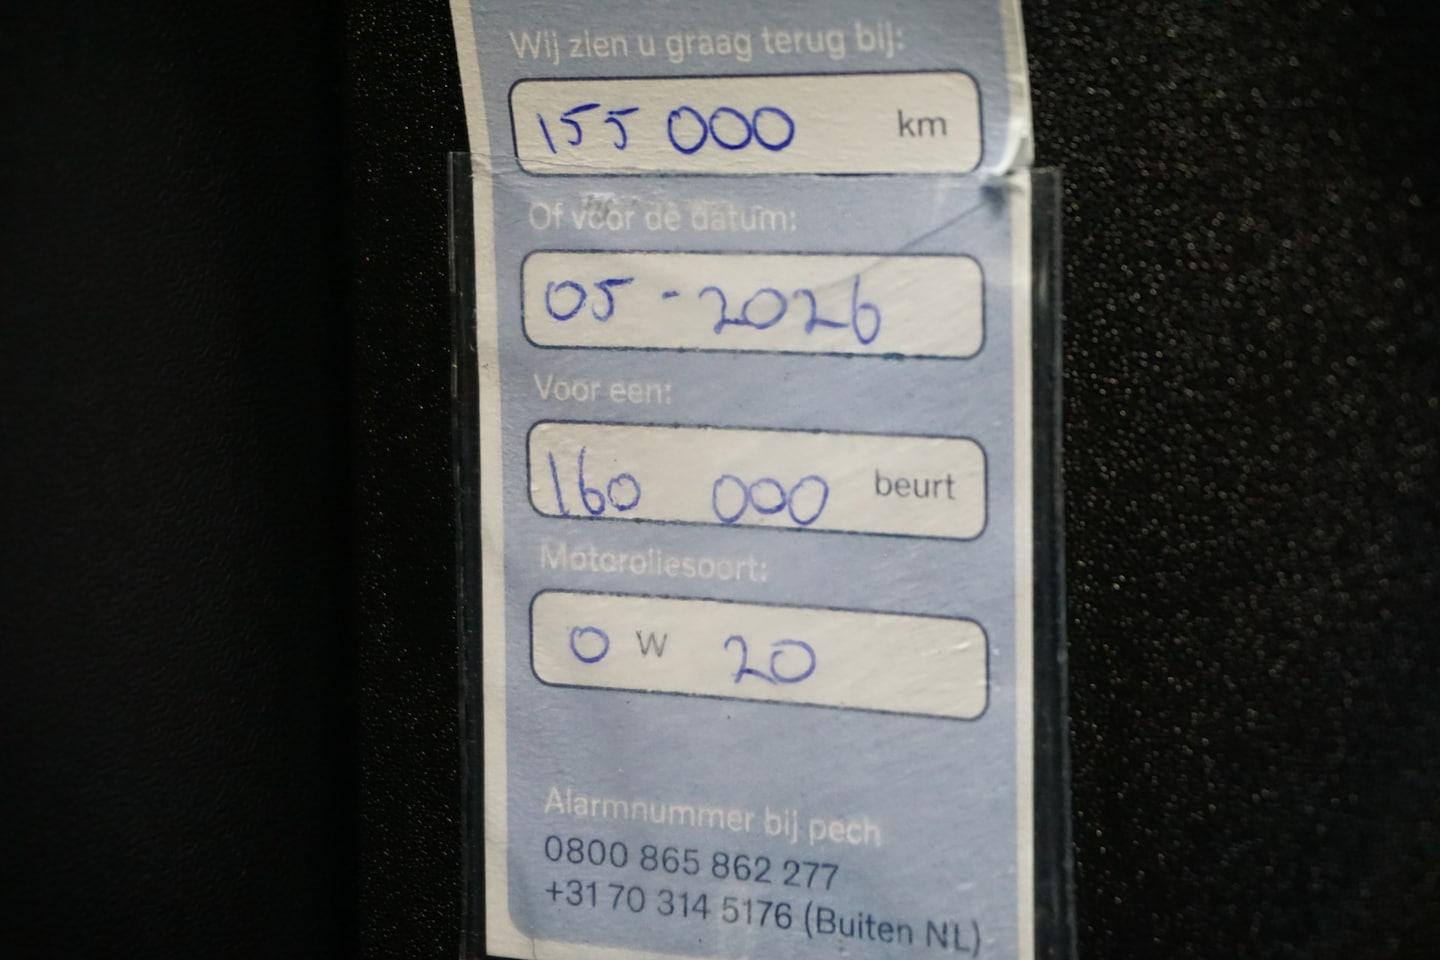 Wij zien u graag terug bij:
155 000 km
Of vóór de datum:
05 - 2026
Voor een:
160 000 beurt
Motoroliesoort:
0 W 20
Alarmnummer bij pech
0800 865 862 277
+31 70 314 5176 (Buiten NL)